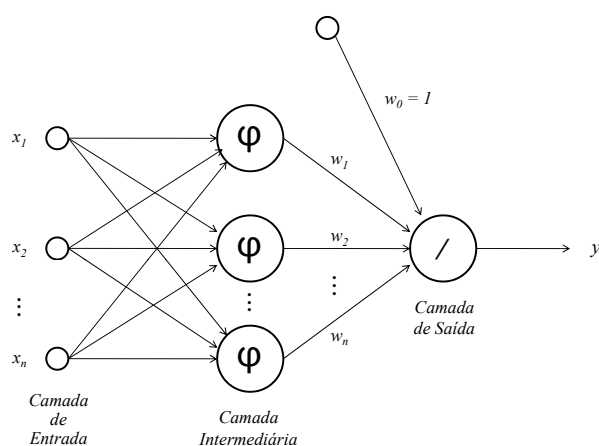 w₀ = 1
x₁
φ
w₁
x₂
φ
w₂
/
y
⋮
⋮
⋮
Camada
de Saída
xₙ
φ
wₙ
Camada
de
Entrada
Camada
Intermediária